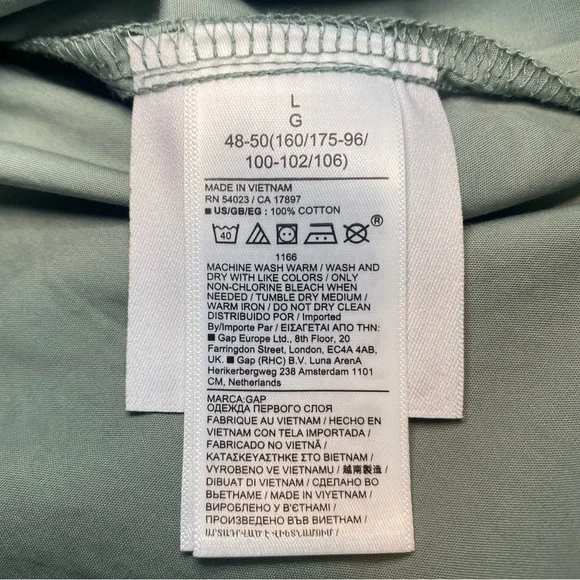 L
G
48-50(160/175-96/
100-102/106)
MADE IN VIETNAM
RN 54023 / CA 17897
■ US/GB/EG : 100% COTTON
40 ®
1166
MACHINE WASH WARM / WASH AND
DRY WITH LIKE COLORS / ONLY
NON-CHLORINE BLEACH WHEN
NEEDED / TUMBLE DRY MEDIUM /
WARM IRON / DO NOT DRY CLEAN
DISTRIBUIDO POR / Imported
By/Importe Par / ΕΙΣΑΓΕΤΑΙ ΑΠΟ ΤΗΝ:
■ Gap Europe Ltd., 8th Floor, 20
Farringdon Street, London, EC4A 4AB,
UK. ■ Gap (RHC) B.V. Luna ArenA
Herikerbergweg 238 Amsterdam 1101
CM, Netherlands
MARCA:GAP
ОДЕЖДА ПЕРВОГО СЛОЯ
FABRIQUE AU VIETNAM / HECHO EN
VIETNAM CON TELA IMPORTADA /
FABRICADO NO VIETNÃ /
ΚΑΤΑΣΚΕΥΑΣΤΗΚΕ ΣΤΟ ΒΙΕΤΝΑΜ /
VYROBENO VE VIETNAMU / 越南製造 /
DIBUAT DI VIETNAM / СДЕЛАНО ВО
ВЬЕТНАМЕ / MADE IN VIYETNAM /
ВИРОБЛЕНО У В'ЄТНАМІ /
ПРОИЗВЕДЕНО ВЪВ ВИЕТНАМ /
ԱՐՏԱԴՐՎԱԾ Է ՎԻԵՏՆԱՄՈՒՄ /